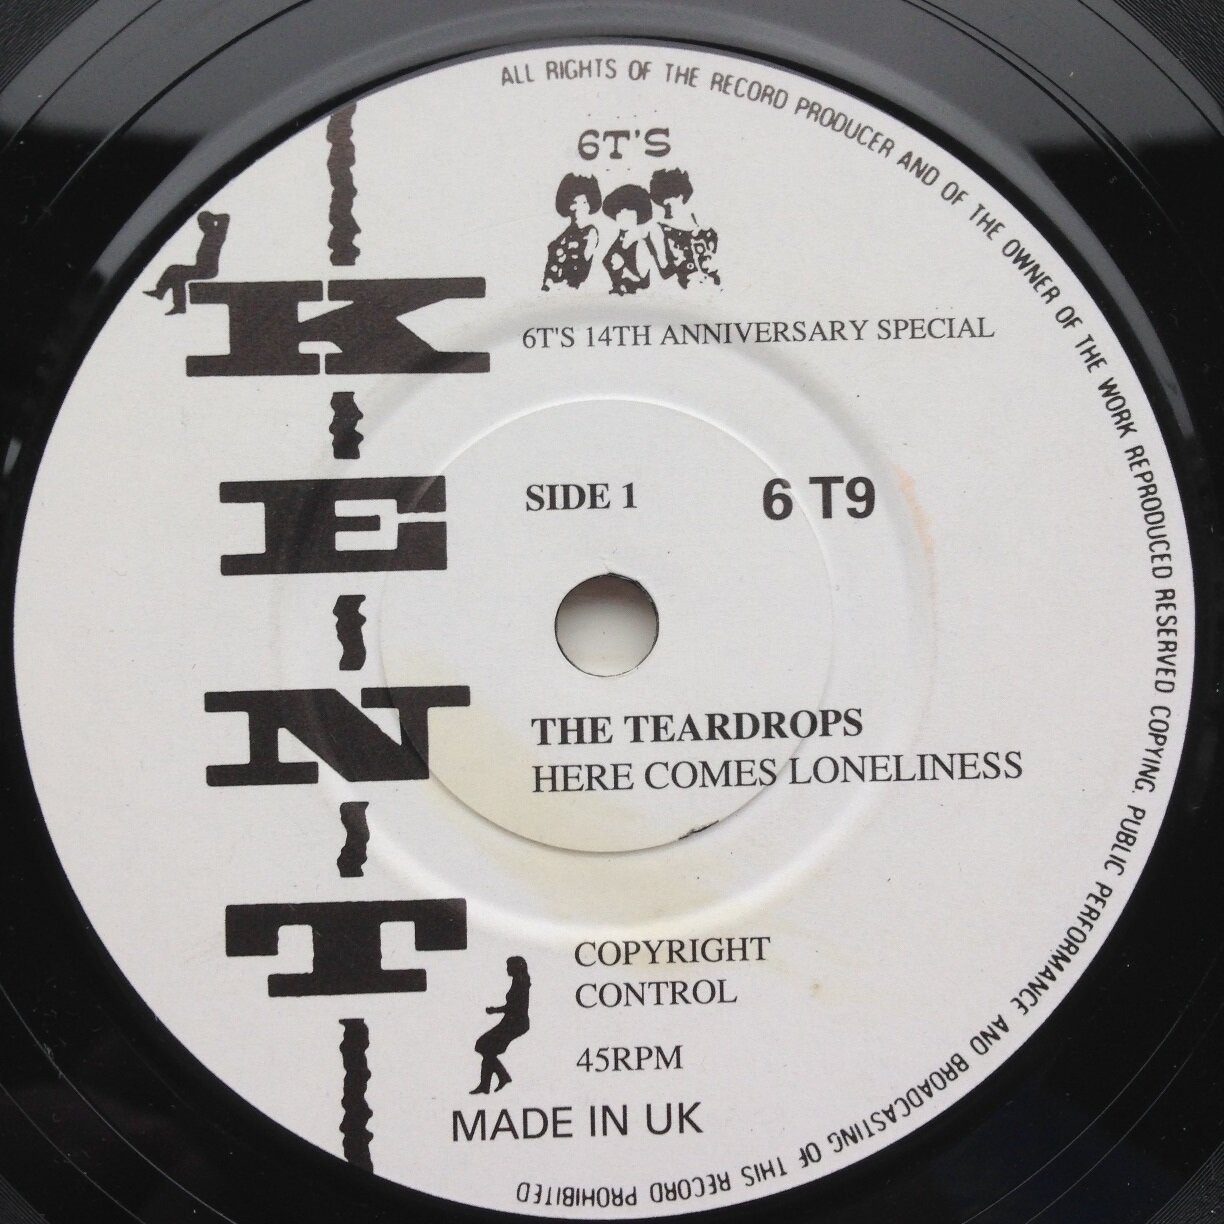 ALL RIGHTS OF THE RECORD PRODUCER AND OF THE OWNER OF THE WORK REPRODUCED RESERVED COPYING. PUBLIC PERFORMANCE AND BROADCASTING OF THIS RECORD PROHIBITED
6T'S
KENT
6T'S 14TH ANNIVERSARY SPECIAL
SIDE 1 6 T9
THE TEARDROPS
HERE COMES LONELINESS
COPYRIGHT
CONTROL
45RPM
MADE IN UK